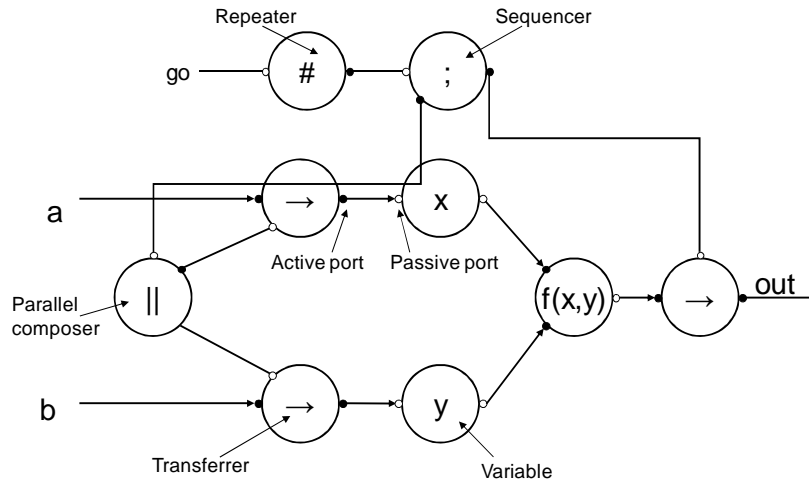 Repeater
Sequencer
go
#
;
a
→
x
Active port
Passive port
Parallel
composer
||
f(x,y)
→
out
b
→
y
Transferrer
Variable